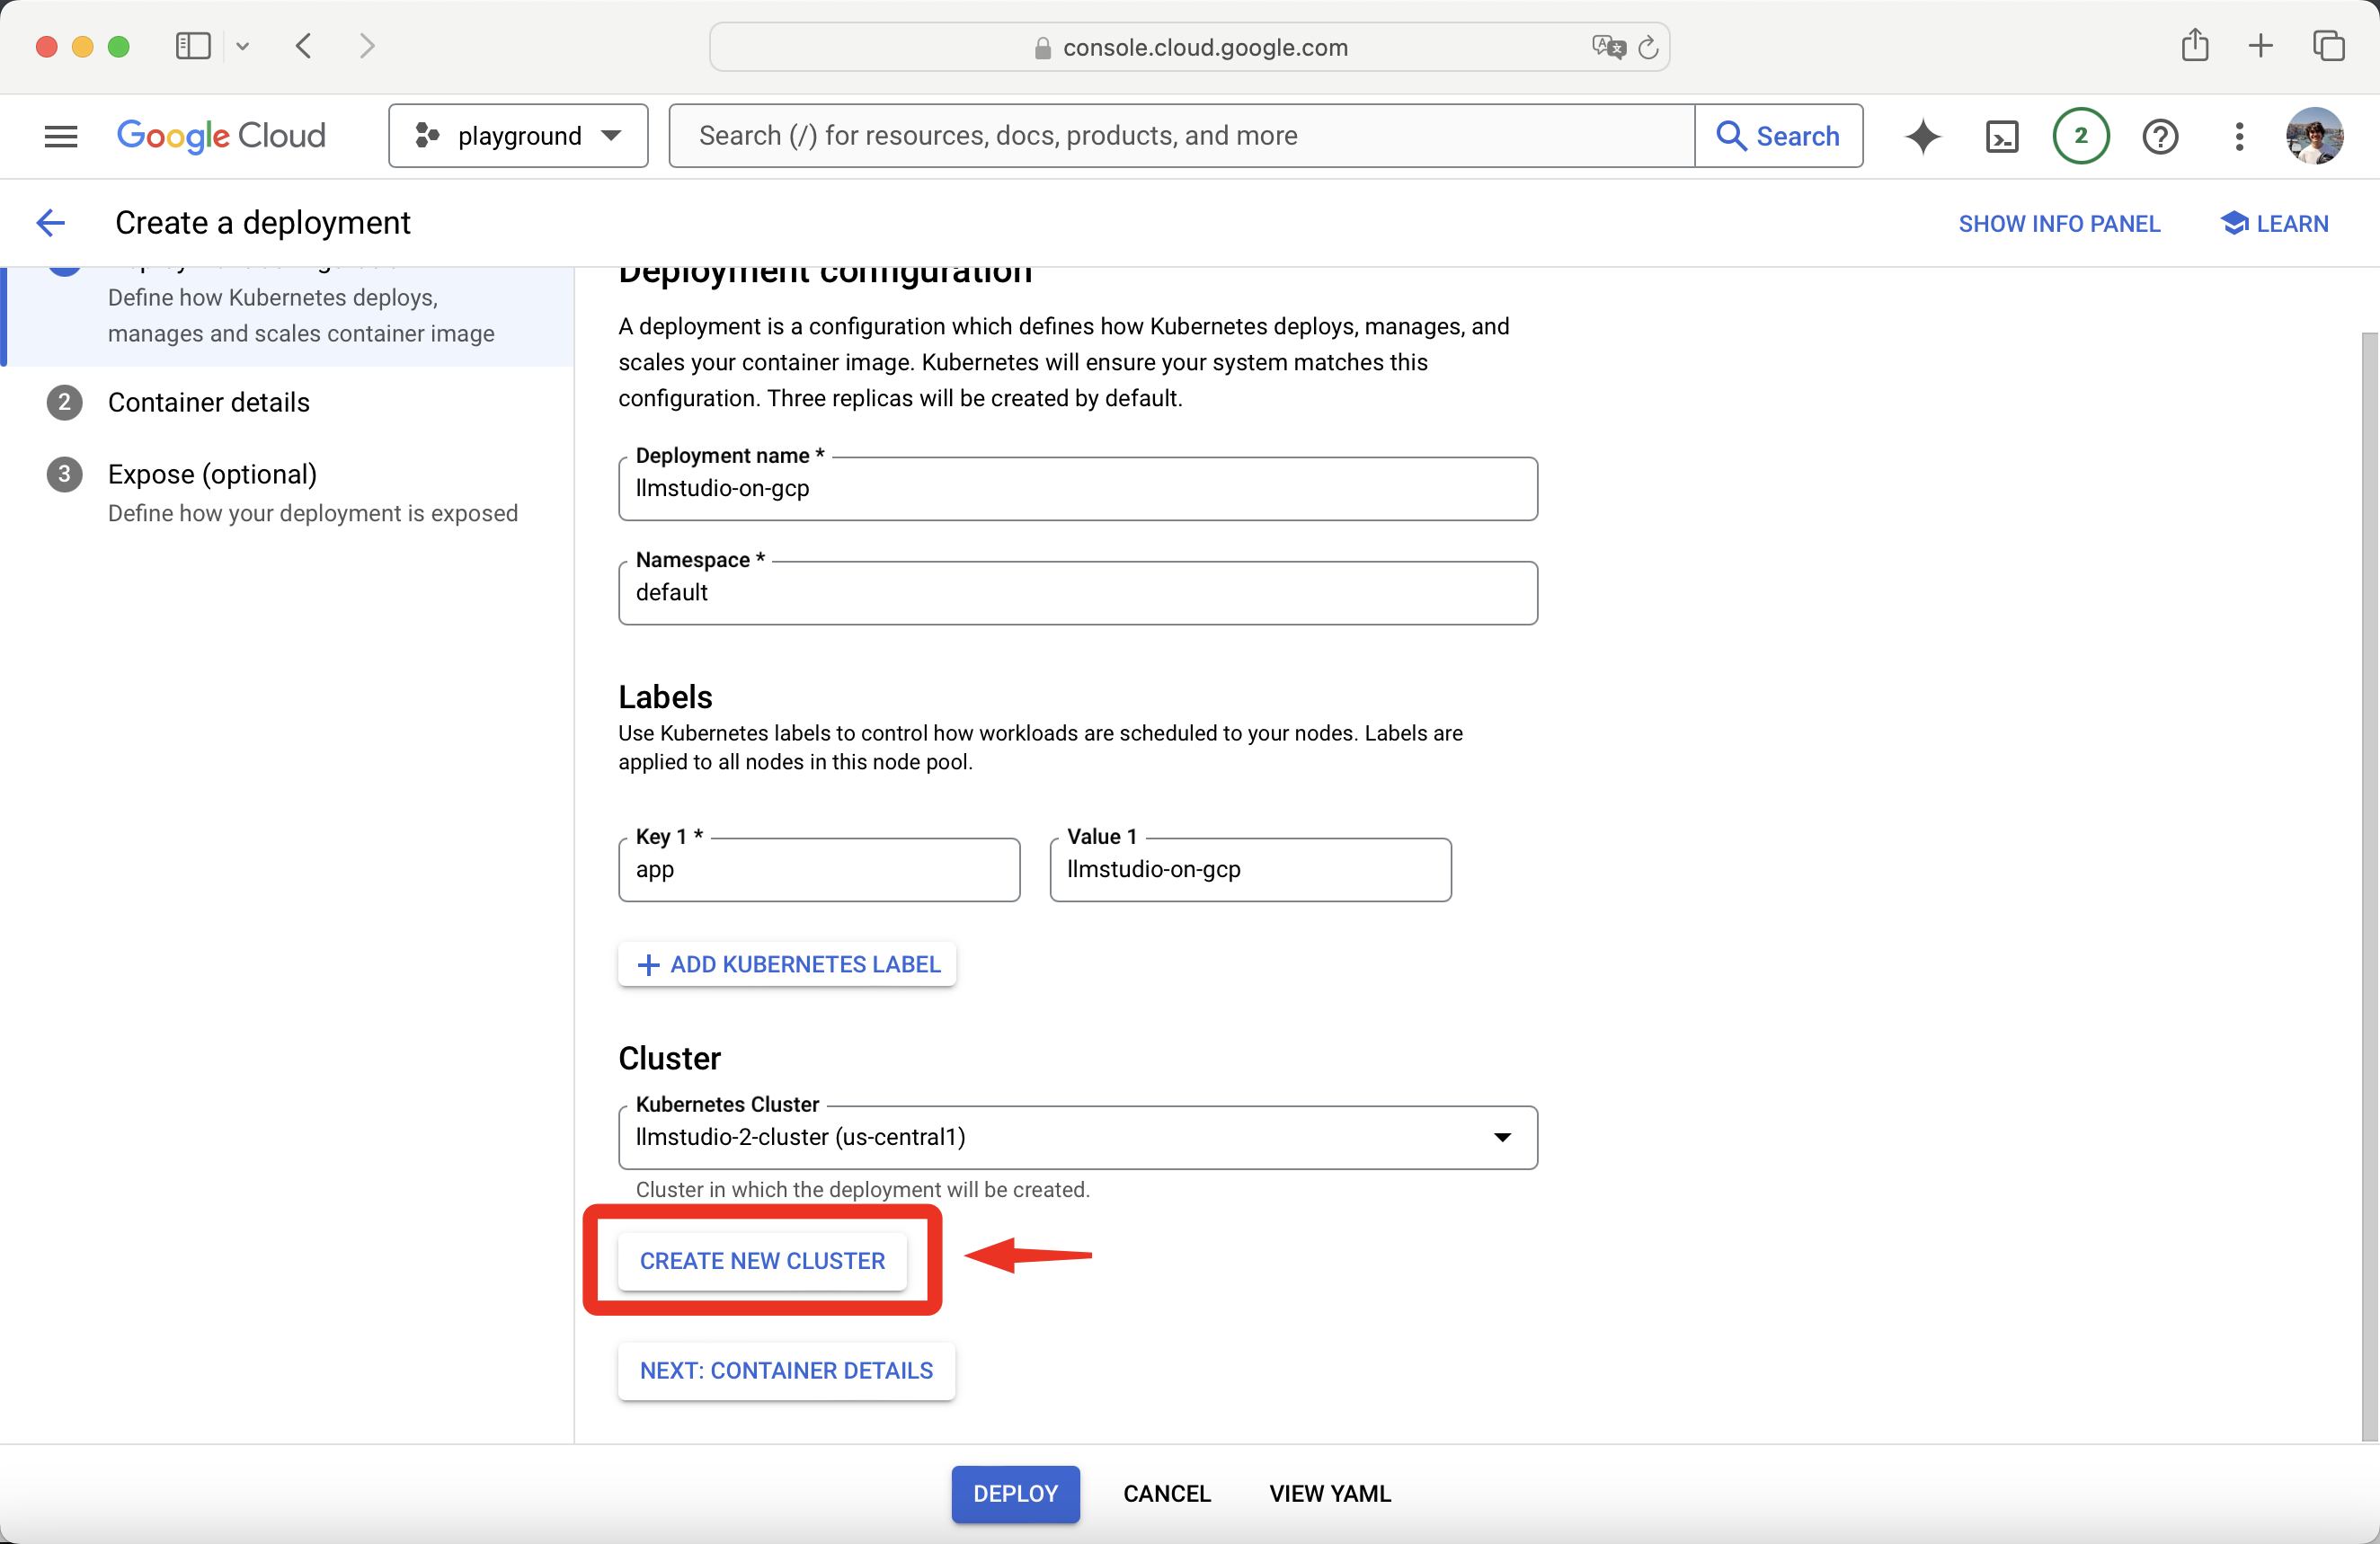 console.cloud.google.com
Google Cloud
playground
Search (/) for resources, docs, products, and more
Search
2
Create a deployment
SHOW INFO PANEL
LEARN
Define how Kubernetes deploys,
manages and scales container image
2 Container details
3 Expose (optional)
Define how your deployment is exposed
Deployment configuration
A deployment is a configuration which defines how Kubernetes deploys, manages, and
scales your container image. Kubernetes will ensure your system matches this
configuration. Three replicas will be created by default.
Deployment name *
llmstudio-on-gcp
Namespace *
default
Labels
Use Kubernetes labels to control how workloads are scheduled to your nodes. Labels are
applied to all nodes in this node pool.
Key 1 *
app
Value 1
llmstudio-on-gcp
ADD KUBERNETES LABEL
Cluster
Kubernetes Cluster
llmstudio-2-cluster (us-central1)
Cluster in which the deployment will be created.
CREATE NEW CLUSTER
NEXT: CONTAINER DETAILS
DEPLOY
CANCEL
VIEW YAML